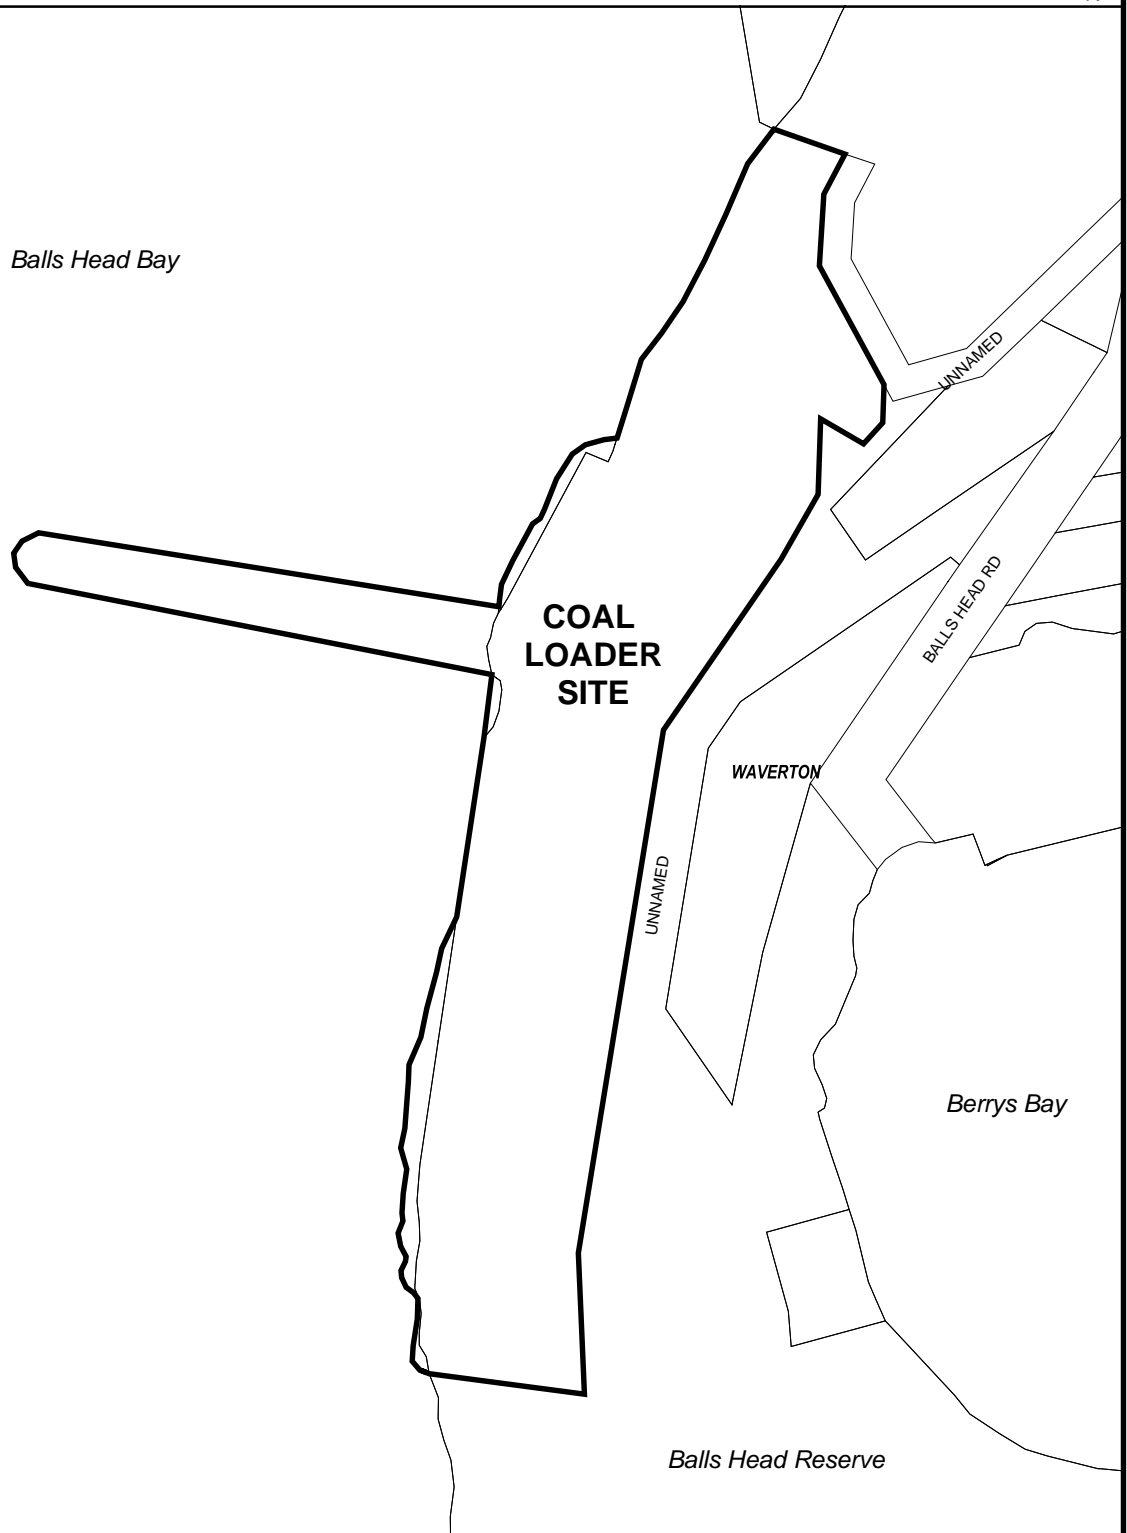 Balls Head Bay
UNNAMED
BALLS HEAD RD
COAL
LOADER
SITE
WAVERTON
UNNAMED
Berrys Bay
Balls Head Reserve